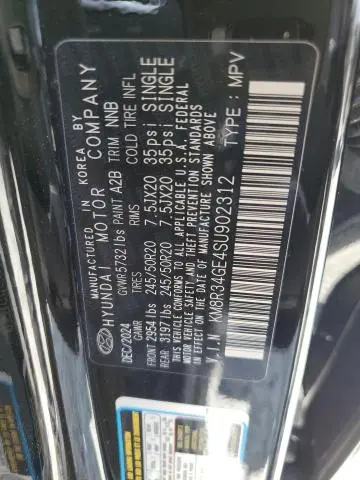 MANUFACTURED IN KOREA BY
HYUNDAI MOTOR COMPANY
DEC/2024 GVWR5732 lbs PAINT A2B TRIM NNB
GAWR TIRES RIMS COLD TIRE INFL
FRONT 2954 lbs 245/50R20 7.5JX20 35psi SINGLE
REAR 3197 lbs 245/50R20 7.5JX20 35psi SINGLE
THIS VEHICLE CONFORMS TO ALL APPLICABLE U.S.A. FEDERAL
MOTOR VEHICLE SAFETY BUMPER, AND THEFT PREVENTION STANDARDS
IN EFFECT ON THE DATE OF MANUFACTURE SHOWN ABOVE
V.I.N KM8R34GE4SU902312 TYPE : MPV